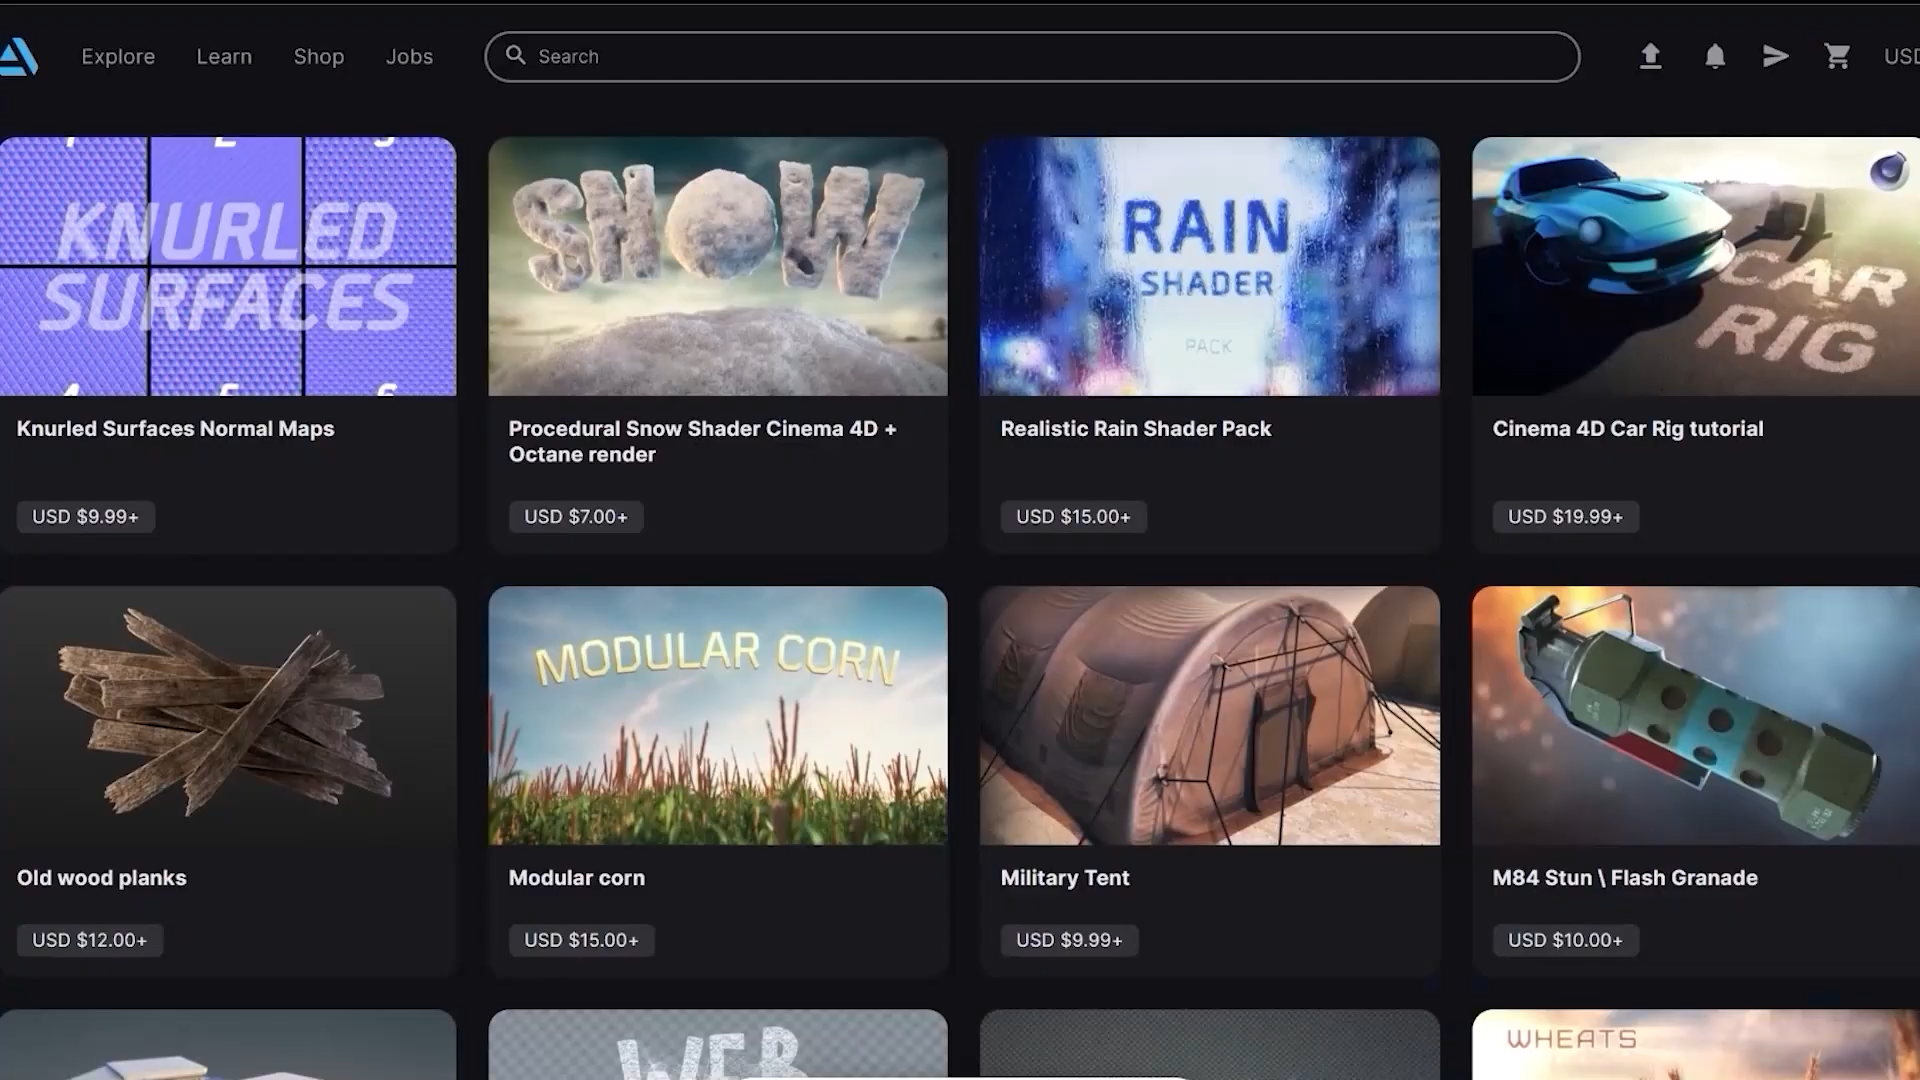 Explore Learn Shop Jobs Search USD
KNURLED
SURFACES
SNOW
RAIN
SHADER
PACK
CAR
RIG
Knurled Surfaces Normal Maps
Procedural Snow Shader Cinema 4D +
Octane render
Realistic Rain Shader Pack
Cinema 4D Car Rig tutorial
USD $9.99+
USD $7.00+
USD $15.00+
USD $19.99+
MODULAR CORN
Old wood planks
Modular corn
Military Tent
M84 Stun \ Flash Granade
USD $12.00+
USD $15.00+
USD $9.99+
USD $10.00+
WEB
WHEATS